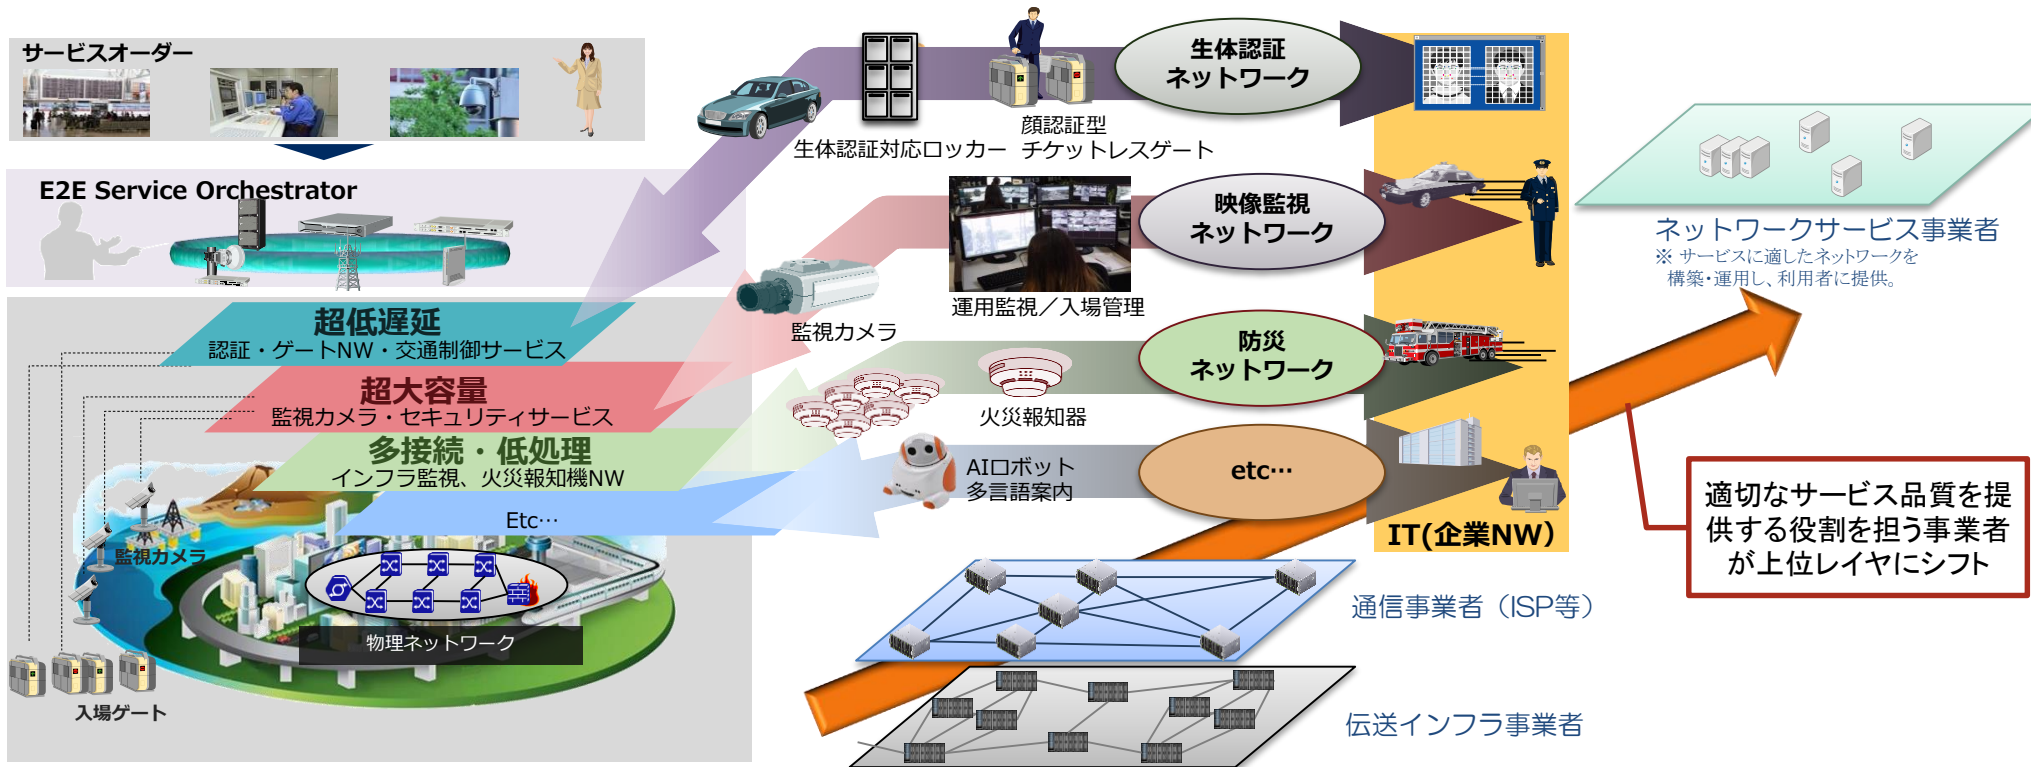 サービスオーダー
E2E Service Orchestrator
超低遅延
認証・ゲートNW・交通制御サービス
超大容量
監視カメラ・セキュリティサービス
多接続・低処理
インフラ監視、火災報知機NW
Etc…
監視カメラ
物理ネットワーク
入場ゲート
生体認証対応ロッカー
顔認証型
チケットレスゲート
生体認証
ネットワーク
監視カメラ
運用監視／入場管理
映像監視
ネットワーク
火災報知器
防災
ネットワーク
AIロボット
多言語案内
etc…
IT(企業NW）
ネットワークサービス事業者
※ サービスに適したネットワークを
構築・運用し、利用者に提供。
適切なサービス品質を提
供する役割を担う事業者
が上位レイヤにシフト
通信事業者（ISP等）
伝送インフラ事業者